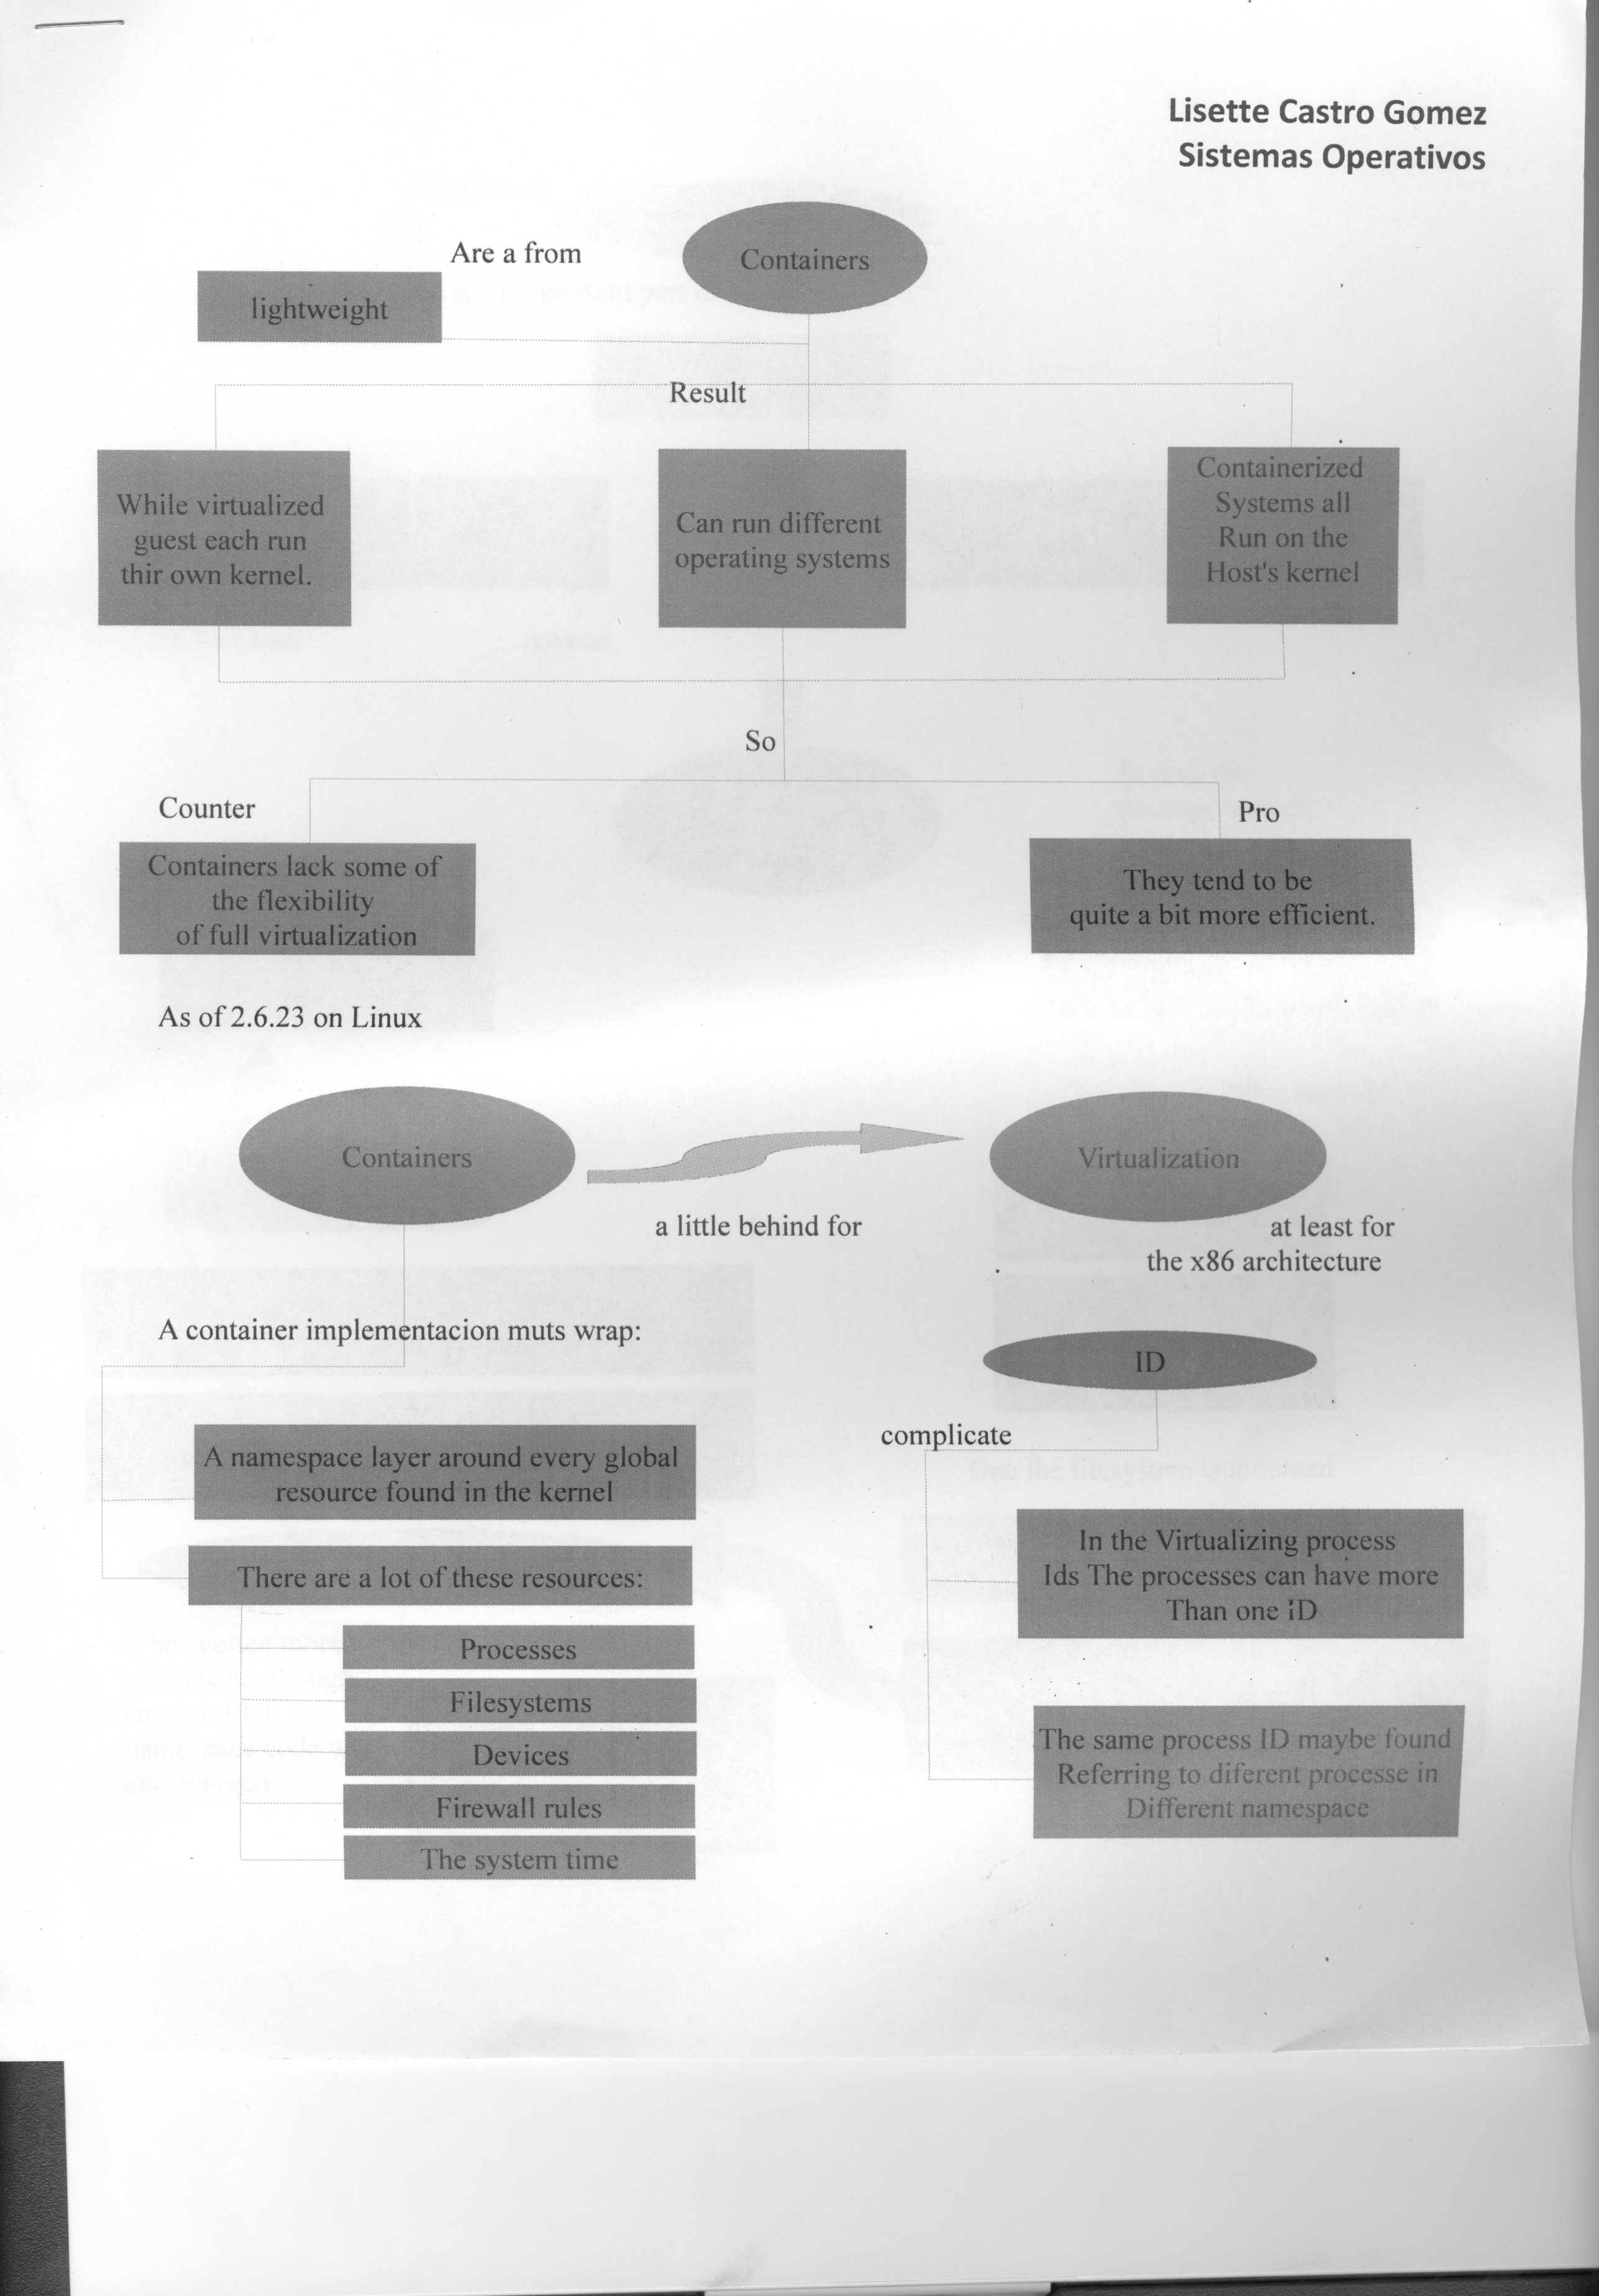 Lisette Castro Gomez
Sistemas Operativos
Containers
Are a from
lightweight
Result
While virtualized
guest each run
thir own kernel.
Can run different
operating systems
Containerized
Systems all
Run on the
Host's kernel
So
Counter
Pro
Containers lack some of
the flexibility
of full virtualization
They tend to be
quite a bit more efficient.
As of 2.6.23 on Linux
Containers
Virtualization
a little behind for
at least for
the x86 architecture
A container implementacion muts wrap:
A namespace layer around every global
resource found in the kernel
There are a lot of these resources:
Processes
Filesystems
Devices
Firewall rules
The system time
ID
complicate
In the Virtualizing process
Ids The processes can have more
Than one ID
The same process ID maybe found
Referring to diferent processe in
Different namespace